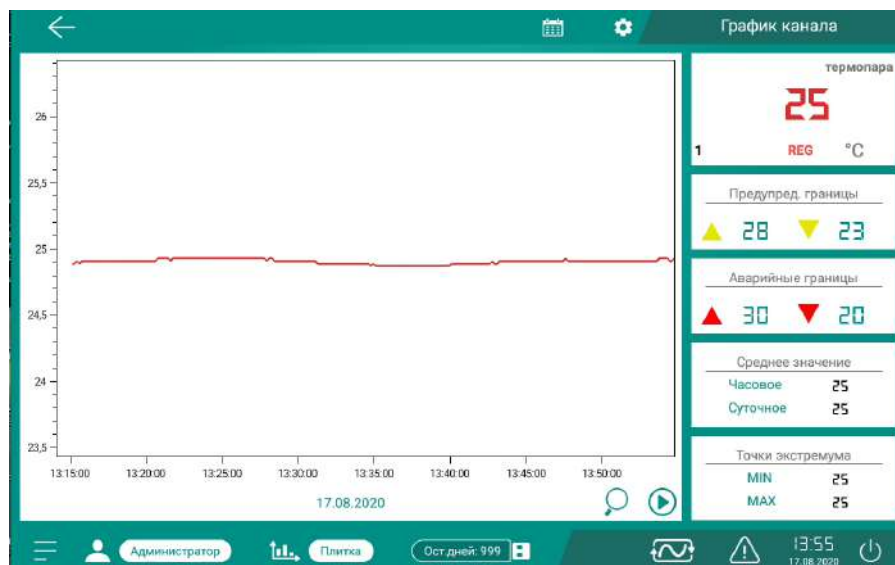 График канала
термопара
25
1 REG °C
Предупред. границы
28 23
Аварийные границы
30 20
Среднее значение
Часовое 25
Суточное 25
Точки экстремума
MIN 25
MAX 25
26
25,5
25
24,5
24
23,5
13:15:00 13:20:00 13:25:00 13:30:00 13:35:00 13:40:00 13:45:00 13:50:00
17.08.2020
Администратор Плитка Ост.дней: 999 13:55
17.08.2020